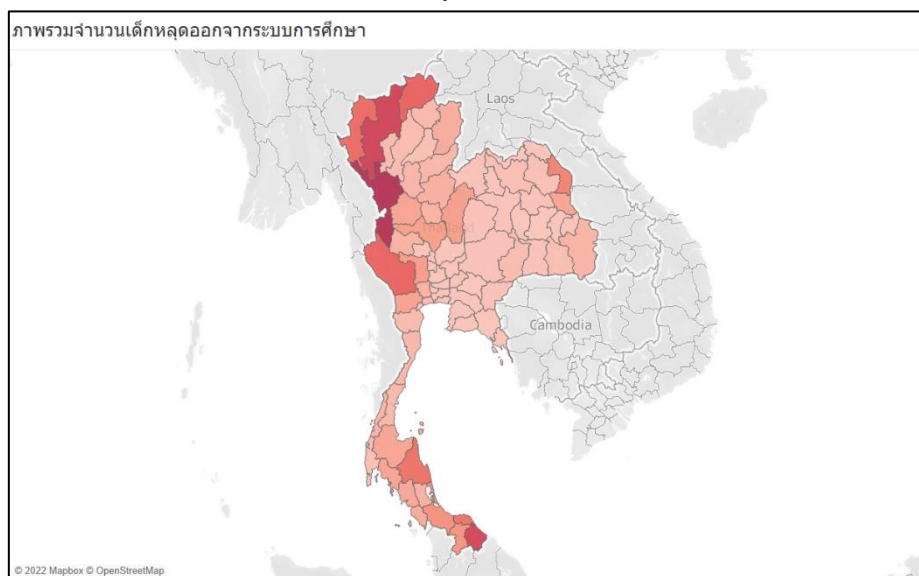 ภาพรวมจำนวนเด็กหลุดออกจากระบบการศึกษา
Laos
Thailand
Cambodia
© 2022 Mapbox © OpenStreetMap